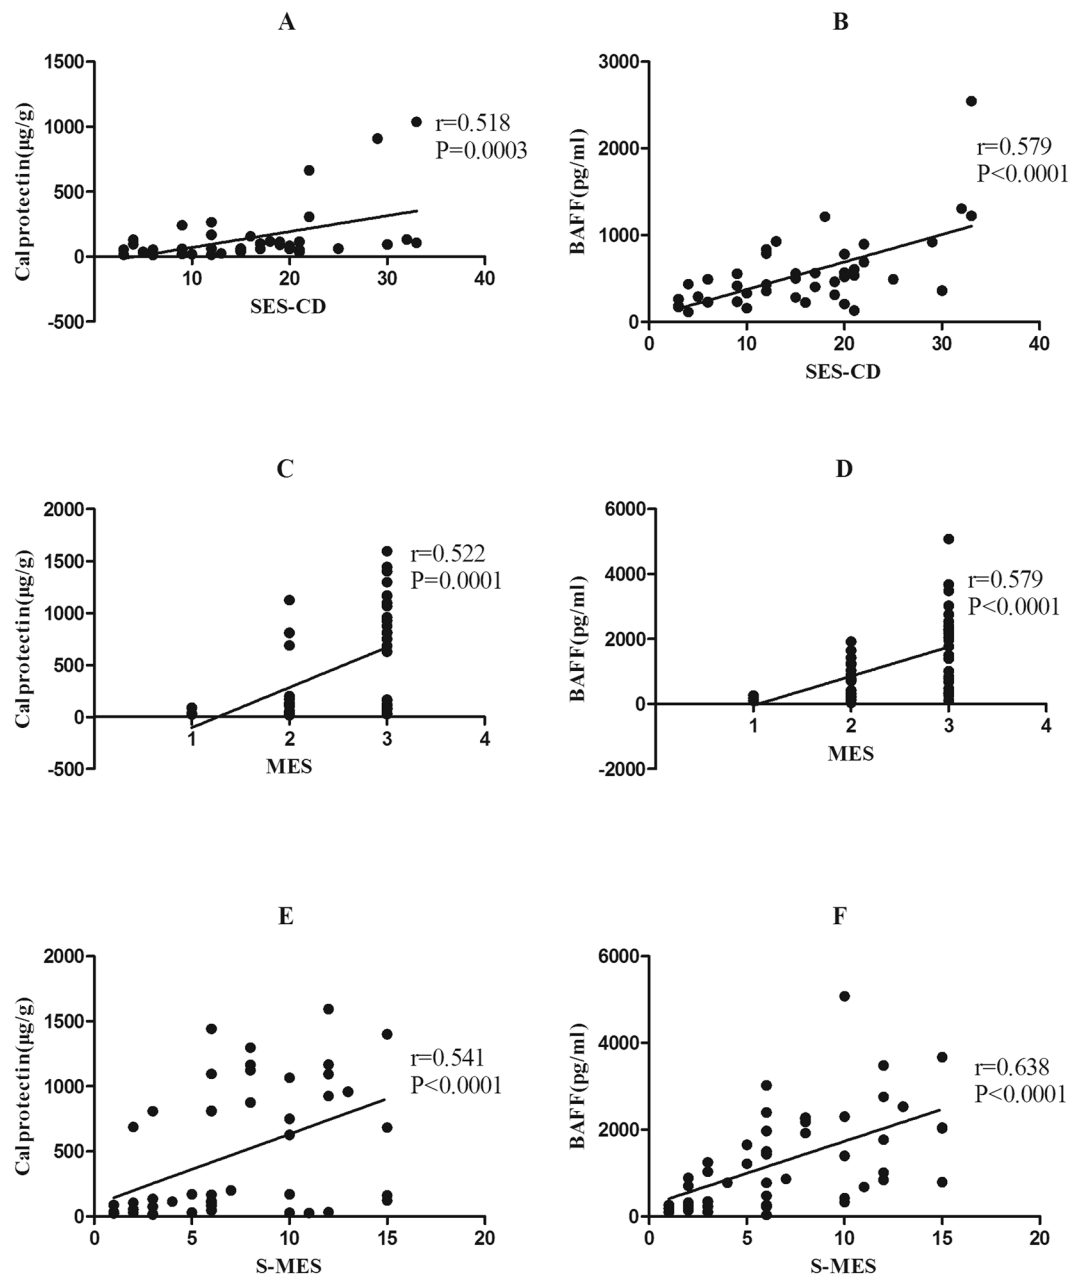 A
1500
1000
500
0
-500
10
20
30
40
Calprotectin(μg/g)
SES-CD
r=0.518
P=0.0003
B
3000
2000
1000
0
0
10
20
30
40
BAFF(pg/ml)
SES-CD
r=0.579
P<0.0001
C
2000
1500
1000
500
0
-500
1
2
3
4
Calprotectin(μg/g)
MES
r=0.522
P=0.0001
D
6000
4000
2000
0
-2000
1
2
3
4
BAFF(pg/ml)
MES
r=0.579
P<0.0001
E
2000
1500
1000
500
0
0
5
10
15
20
Calprotectin(μg/g)
S-MES
r=0.541
P<0.0001
F
6000
4000
2000
0
0
5
10
15
20
BAFF(pg/ml)
S-MES
r=0.638
P<0.0001